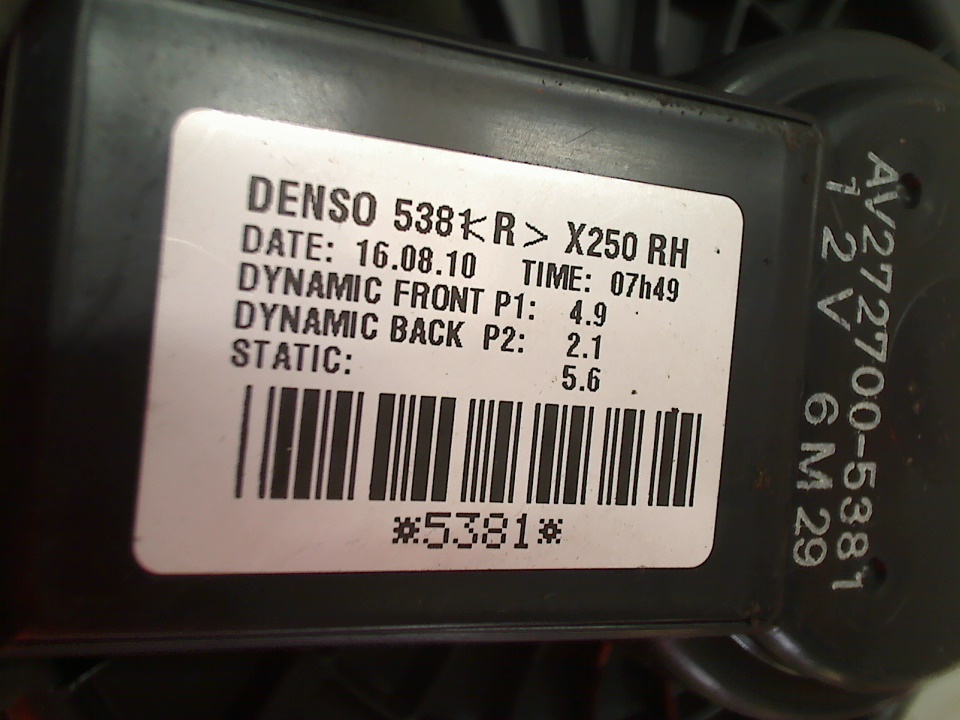 DENSO 5381<R> X250 RH
DATE: 16.08.10 TIME: 07h49
DYNAMIC FRONT P1: 4.9
DYNAMIC BACK P2: 2.1
STATIC: 5.6
*5381*
AV272700-5381
12V 6M29